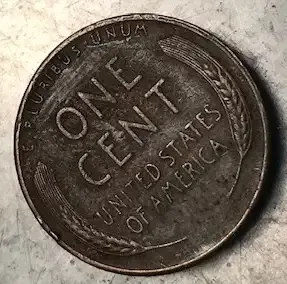 E·PLURIBUS·UNUM
ONE
CENT
UNITED STATES
OF AMERICA